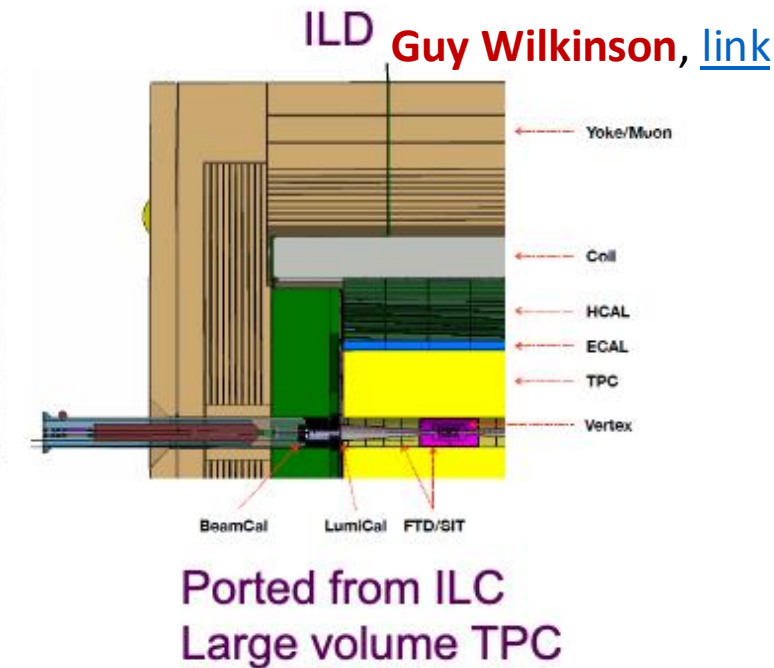 ILD
Guy Wilkinson, link
Yoke/Muon
Coil
HCAL
ECAL
TPC
Vertex
BeamCal LumiCal FTD/SIT
Ported from ILC
Large volume TPC